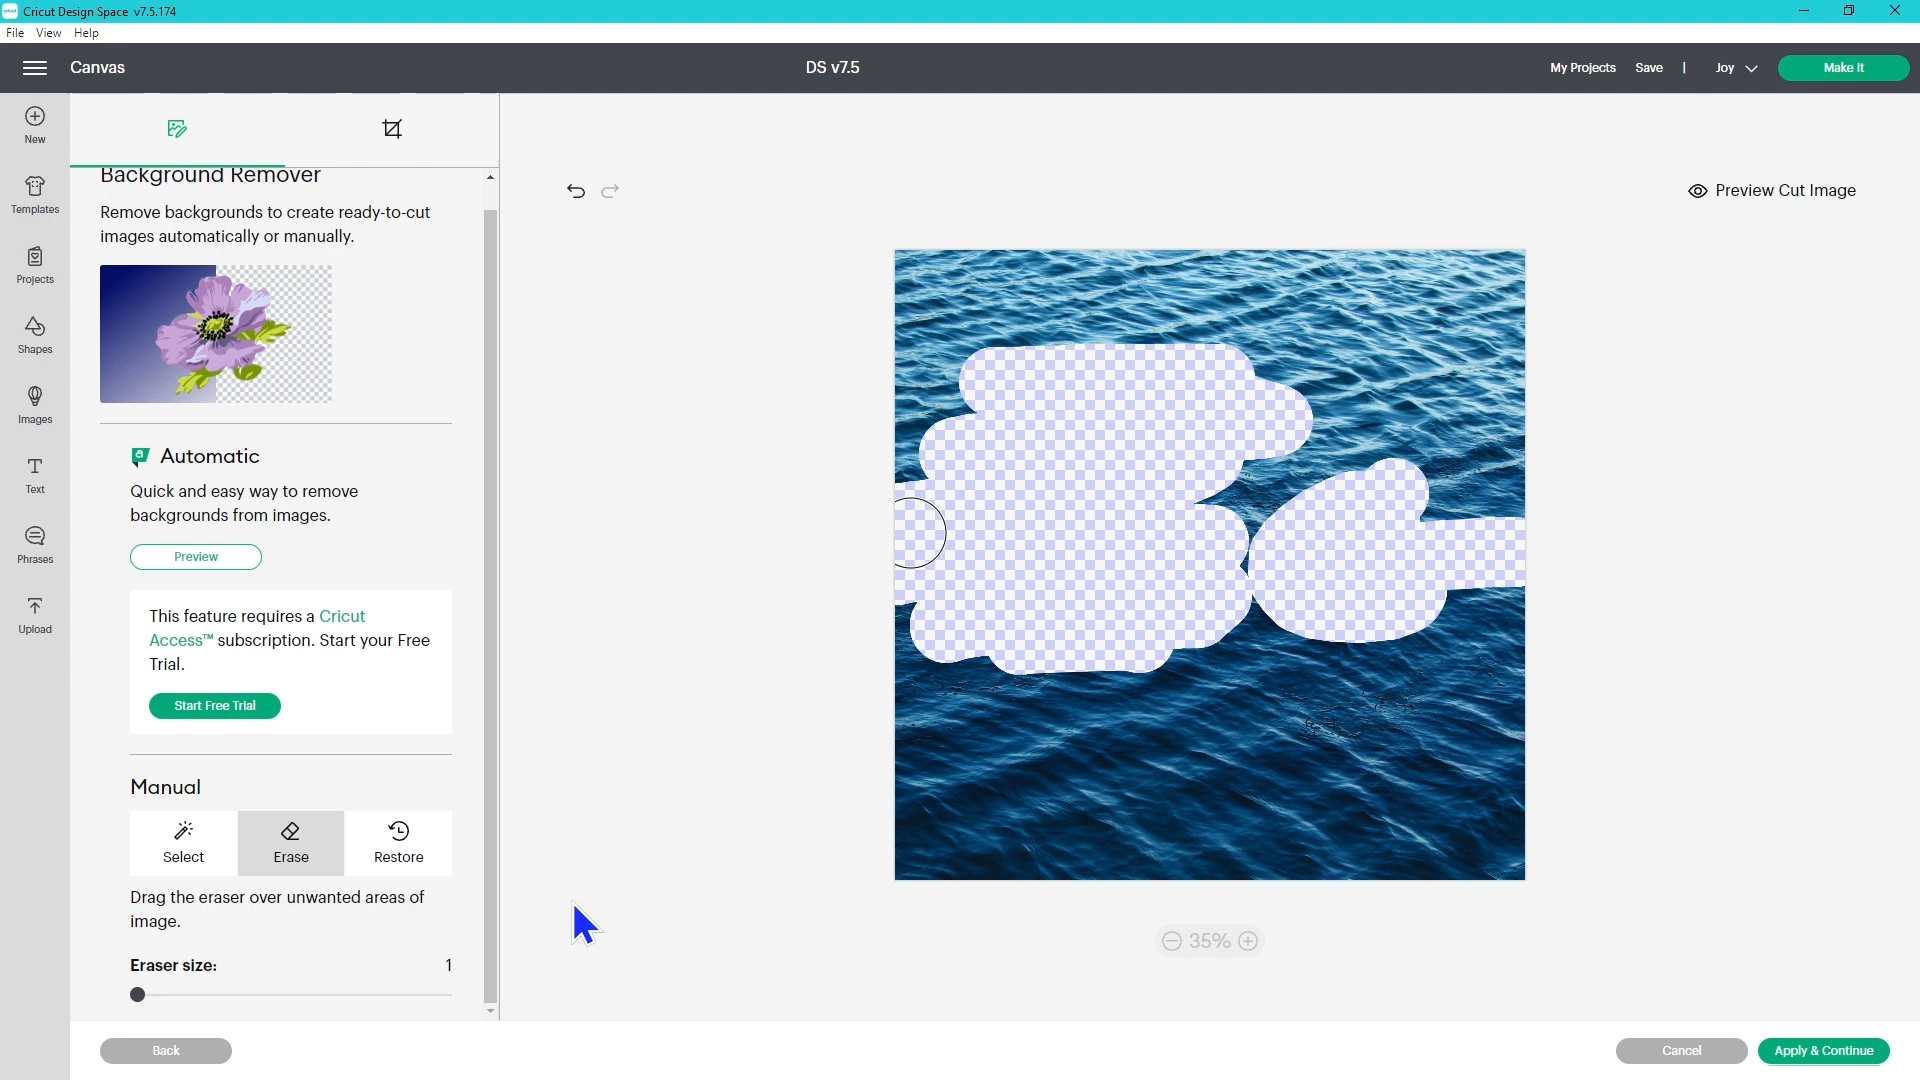 Cricut Design Space v7.5.174
File View Help
Canvas
DS v7.5
My Projects Save | Joy
Make It
New
Templates
Projects
Shapes
Images
Text
Phrases
Upload
Background Remover
Remove backgrounds to create ready-to-cut
images automatically or manually.
a Automatic
Quick and easy way to remove
backgrounds from images.
Preview
This feature requires a Cricut
Access™ subscription. Start your Free
Trial.
Start Free Trial
Manual
Select Erase Restore
Drag the eraser over unwanted areas of
image.
Eraser size: 1
Back
Preview Cut Image
35%
Cancel Apply & Continue